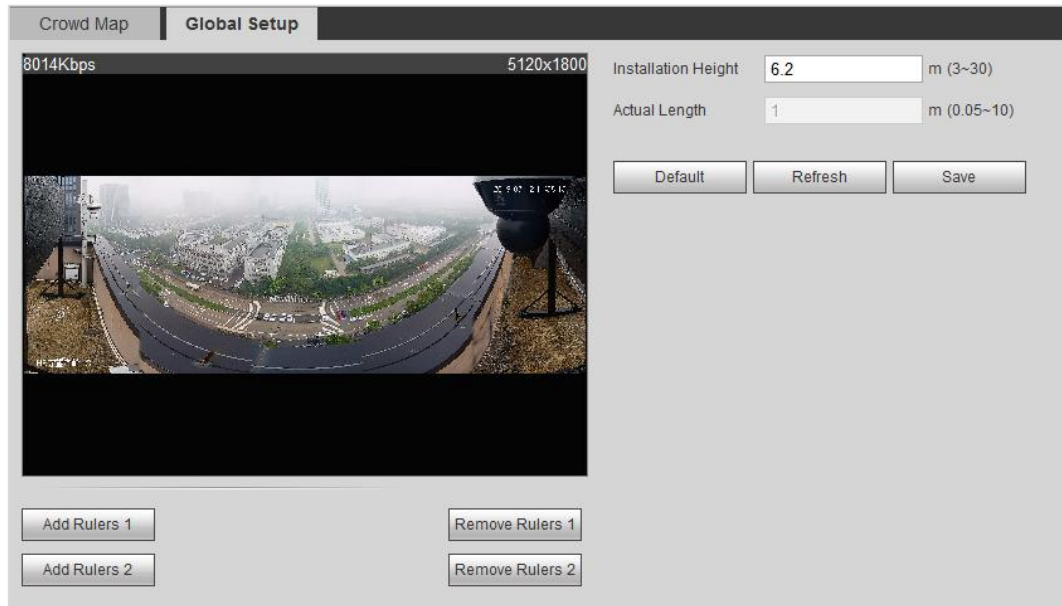 Crowd Map
Global Setup
8014Kbps
5120x1800
Installation Height
6.2
m (3~30)
Actual Length
1
m (0.05~10)
Default
Refresh
Save
Add Rulers 1
Remove Rulers 1
Add Rulers 2
Remove Rulers 2